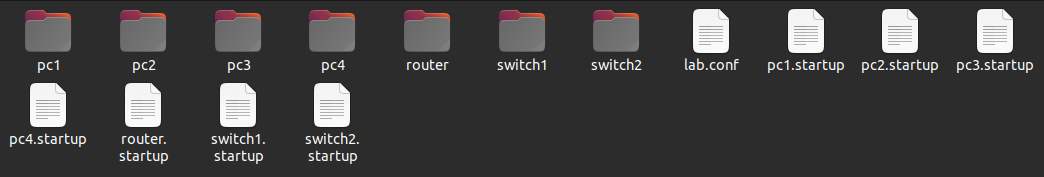 pc1 pc2 pc3 pc4 router switch1 switch2 lab.conf pc1.startup pc2.startup pc3.startup
pc4.startup router. switch1. switch2.
startup startup startup